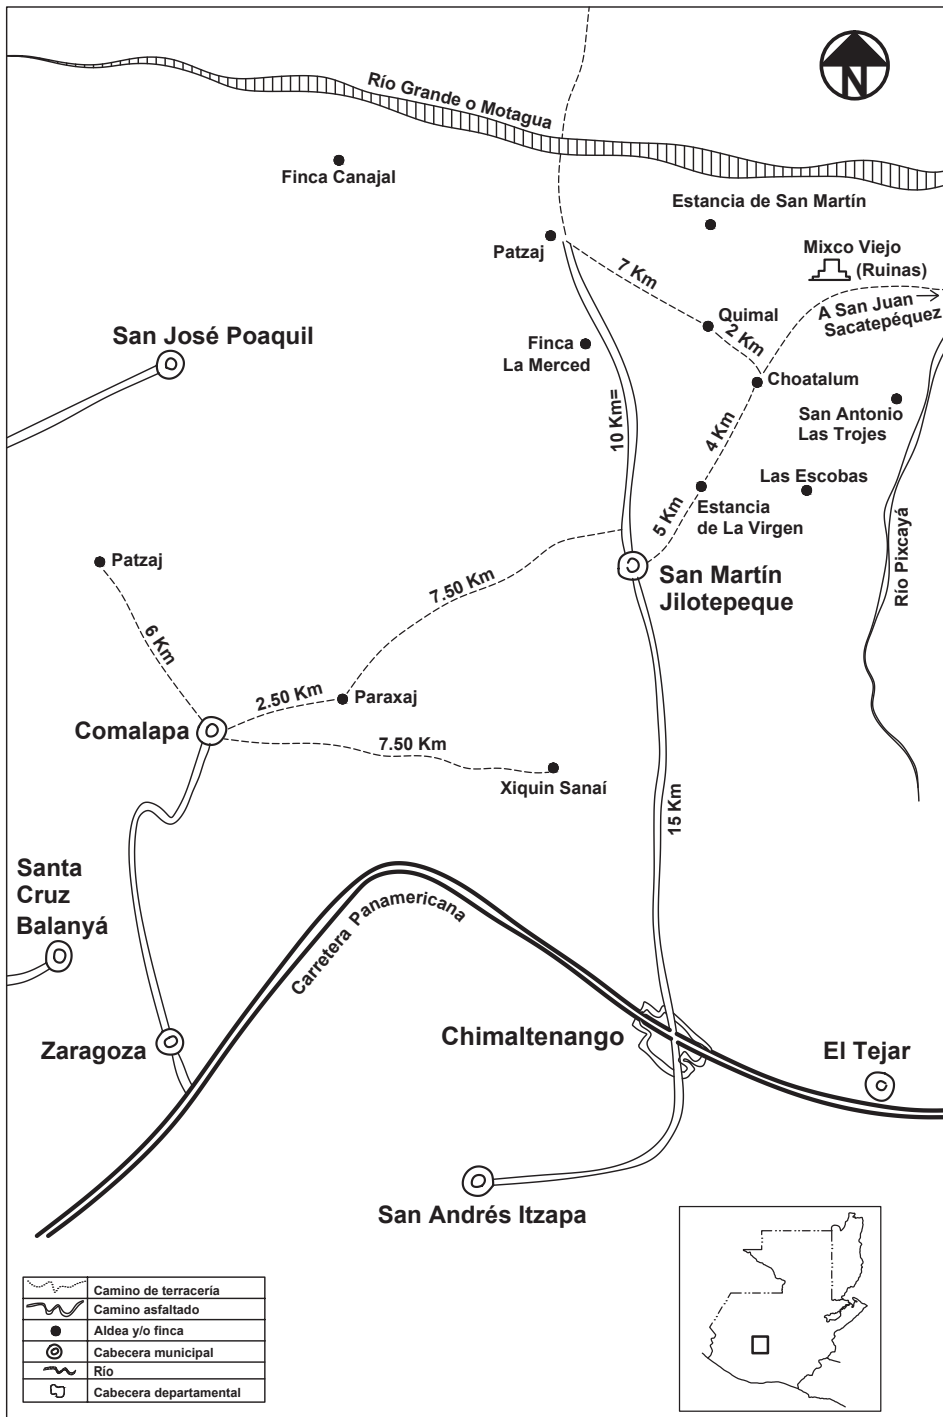 N
Río Grande o Motagua
Finca Canajal
Estancia de San Martín
Patzaj
Mixco Viejo
(Ruinas)
7 Km
A San Juan
Sacatepéquez
Quimal
2 Km
San José Poaquil
Finca
La Merced
Choatalum
10 Km=
4 Km
San Antonio
Las Trojes
Las Escobas
5 Km
Estancia
de La Virgen
Río Pixcayá
Patzaj
7.50 Km
San Martín
Jilotepeque
6 Km
2.50 Km
Paraxaj
Comalapa
7.50 Km
Xiquin Sanaí
15 Km
Santa
Cruz
Balanyá
Carretera Panamericana
Zaragoza
Chimaltenango
El Tejar
San Andrés Itzapa
Camino de terracería
Camino asfaltado
Aldea y/o finca
Cabecera municipal
Río
Cabecera departamental